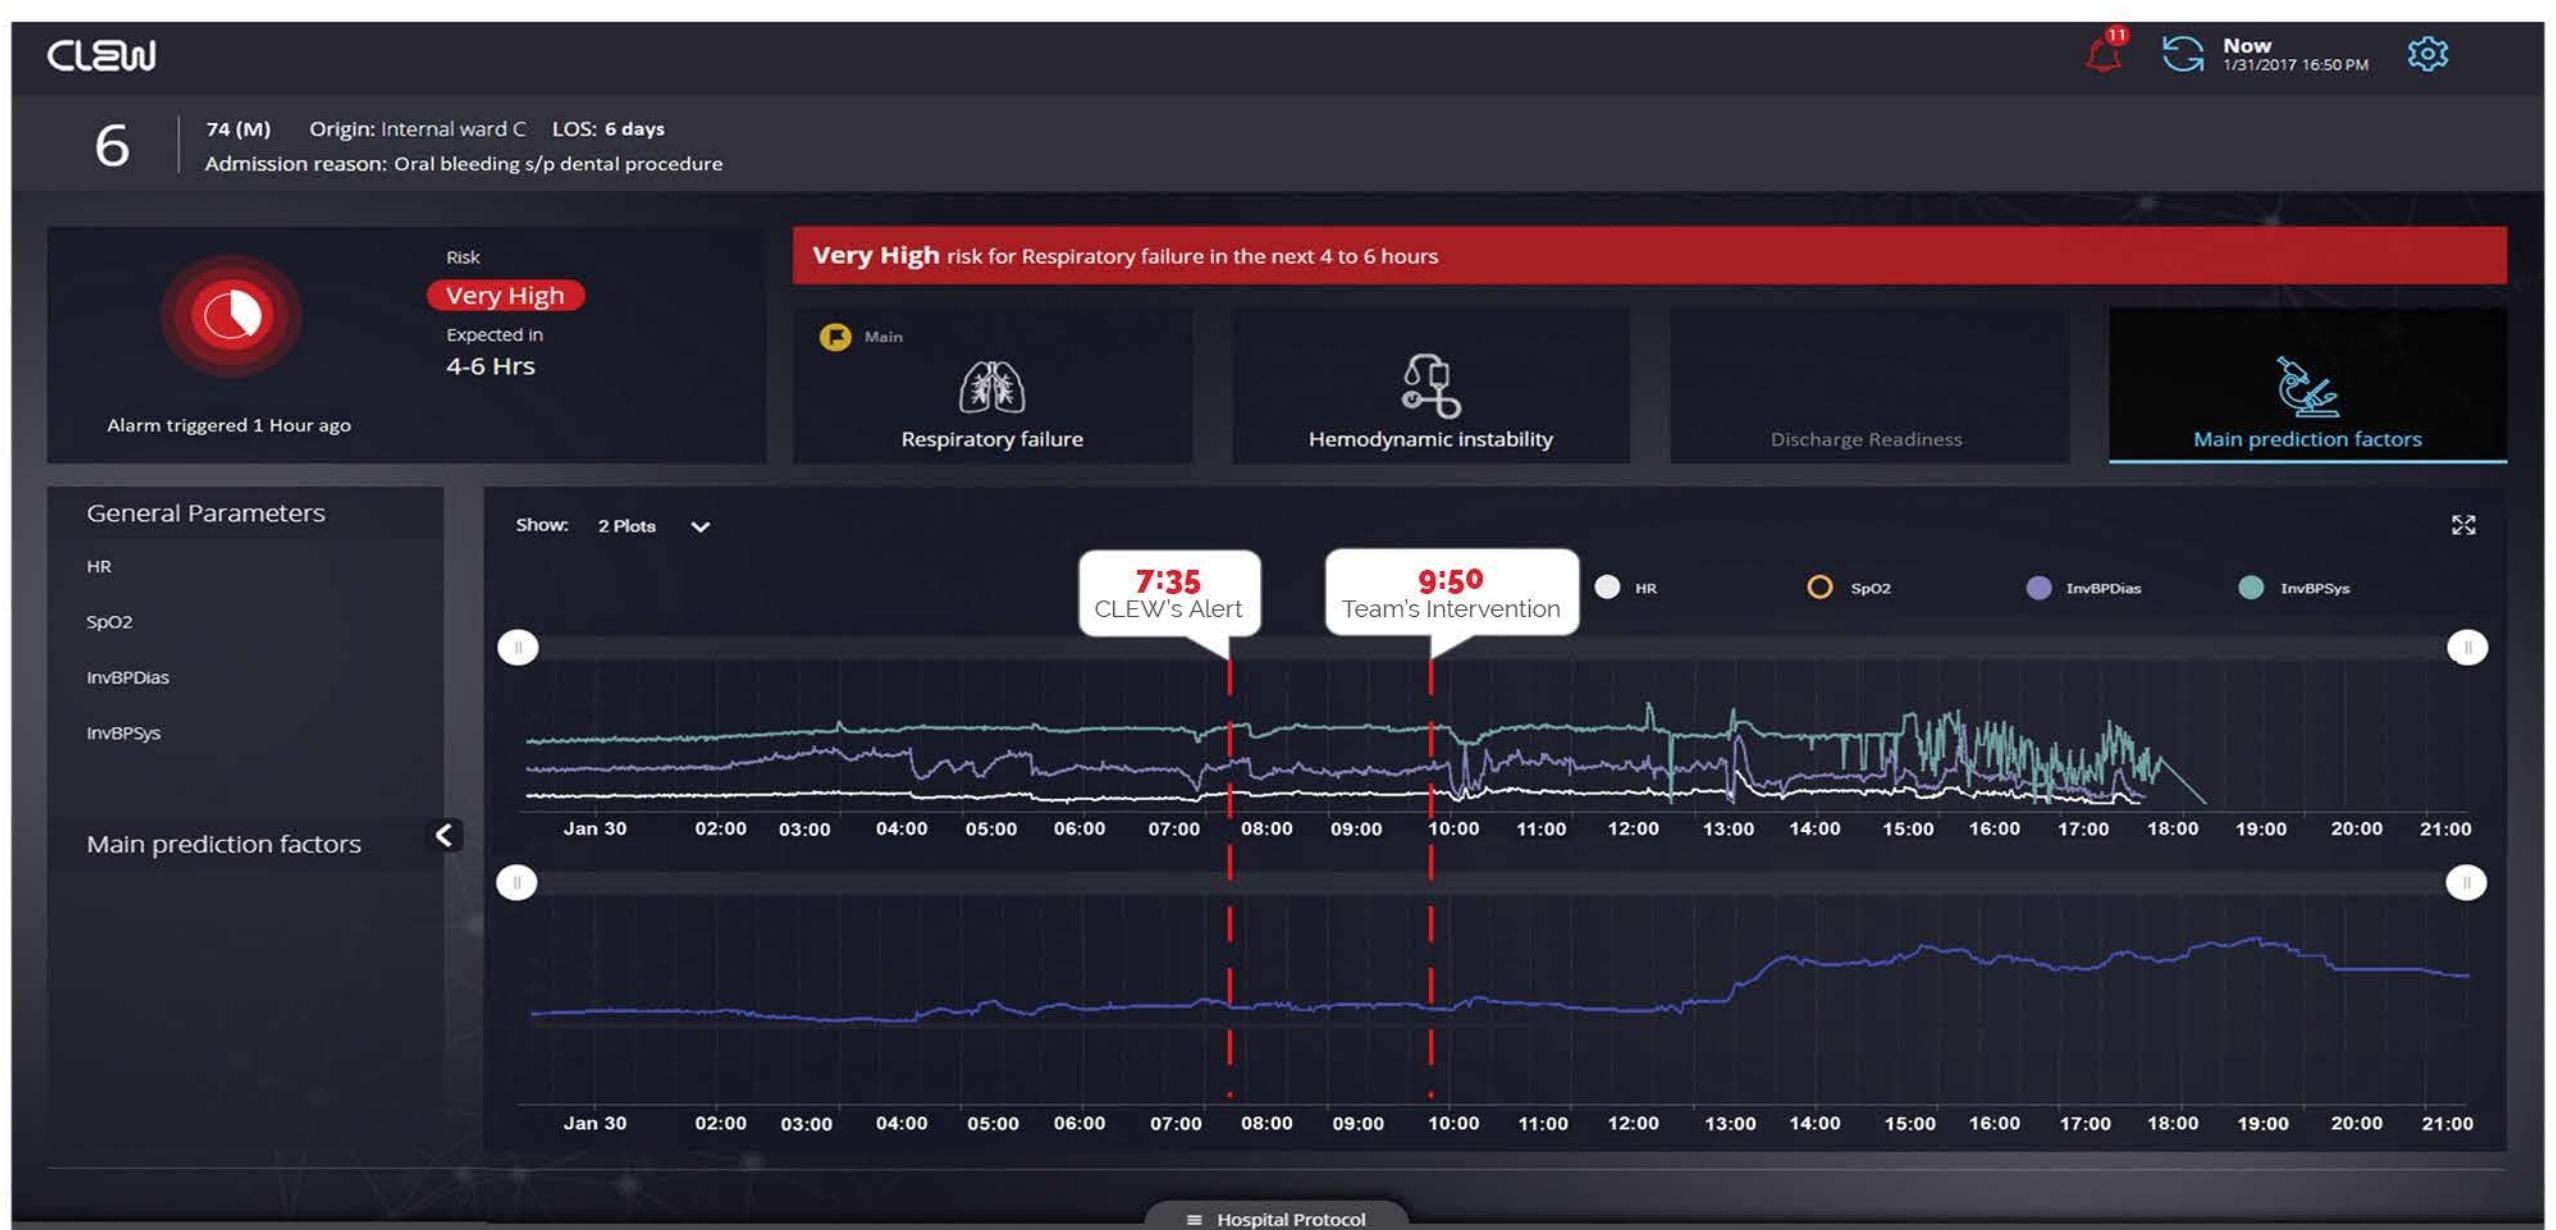 CLEW
11
Now
1/31/2017 16:50 PM
6
74 (M) Origin: Internal ward C LOS: 6 days
Admission reason: Oral bleeding s/p dental procedure
Risk
Very High
Expected in
4-6 Hrs
Alarm triggered 1 Hour ago
Very High risk for Respiratory failure in the next 4 to 6 hours
Main
Respiratory failure
Hemodynamic instability
Discharge Readiness
Main prediction factors
General Parameters
HR
SpO2
InvBPDias
InvBPSys
Main prediction factors
Show: 2 Plots
7:35
CLEW's Alert
9:50
Team's Intervention
HR SpO2 InvBPDias InvBPSys
Jan 30 02:00 03:00 04:00 05:00 06:00 07:00 08:00 09:00 10:00 11:00 12:00 13:00 14:00 15:00 16:00 17:00 18:00 19:00 20:00 21:00
Jan 30 02:00 03:00 04:00 05:00 06:00 07:00 08:00 09:00 10:00 11:00 12:00 13:00 14:00 15:00 16:00 17:00 18:00 19:00 20:00 21:00
Hospital Protocol